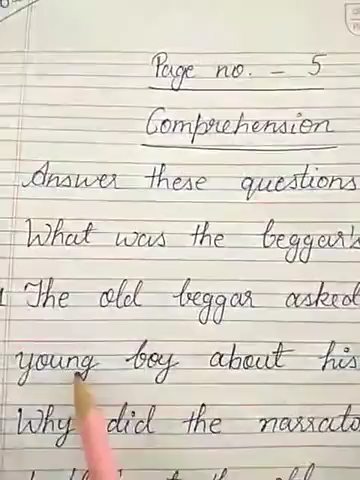 Page no. - 5
Comprehension
Answer these questions
What was the beggar's
The old beggar asked
young boy about his
Why did the